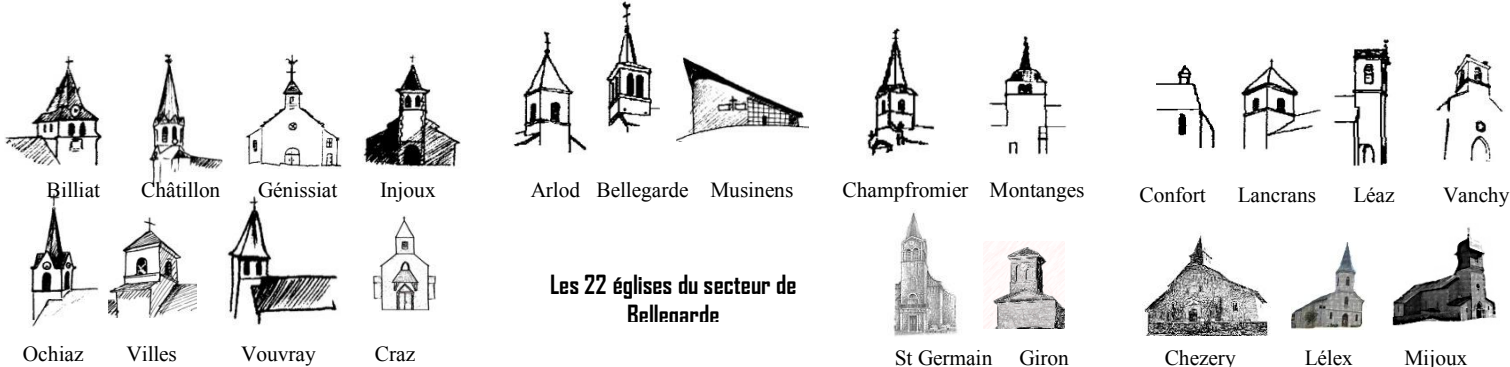 Billiat Châtillon Génissiat Injoux Arlod Bellegarde Musinens Champfromier Montanges Confort Lancrans Léaz Vanchy
Les 22 églises du secteur de
Bellegarde
Ochiaz Villes Vouvray Craz St Germain Giron Chezery Lélex Mijoux